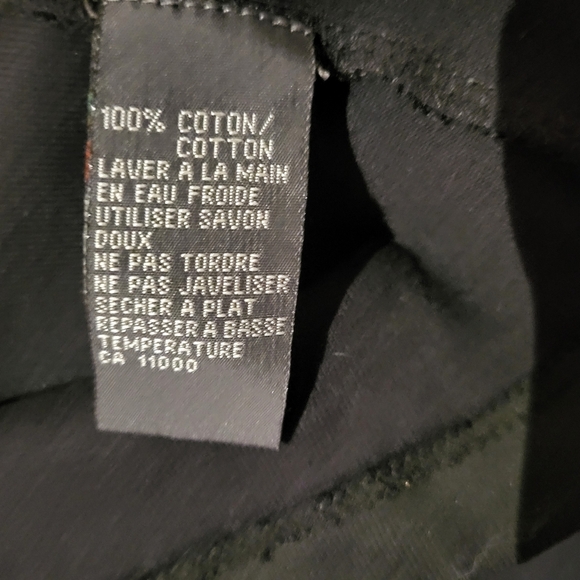 100% COTON/
COTTON
LAVER A LA MAIN
EN EAU FROIDE
UTILISER SAVON
DOUX
NE PAS TORDRE
NE PAS JAVELISER
SECHER A PLAT
REPASSER A BASSE
TEMPERATURE
CA 11000